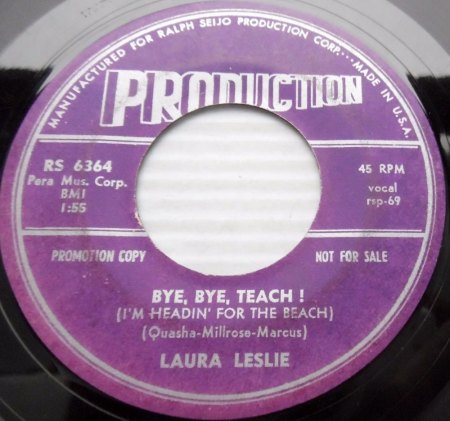 MANUFACTURED FOR RALPH SEIJO PRODUCTION CORP.... MADE IN U.S.A.
PRODUCTION
RS 6364
Pera Mus. Corp.
BMI
1:55
45 RPM
vocal
rsp-69
PROMOTION COPY
NOT FOR SALE
BYE, BYE, TEACH !
(I'M HEADIN' FOR THE BEACH)
(Quasha-Millrose-Marcus)
LAURA LESLIE